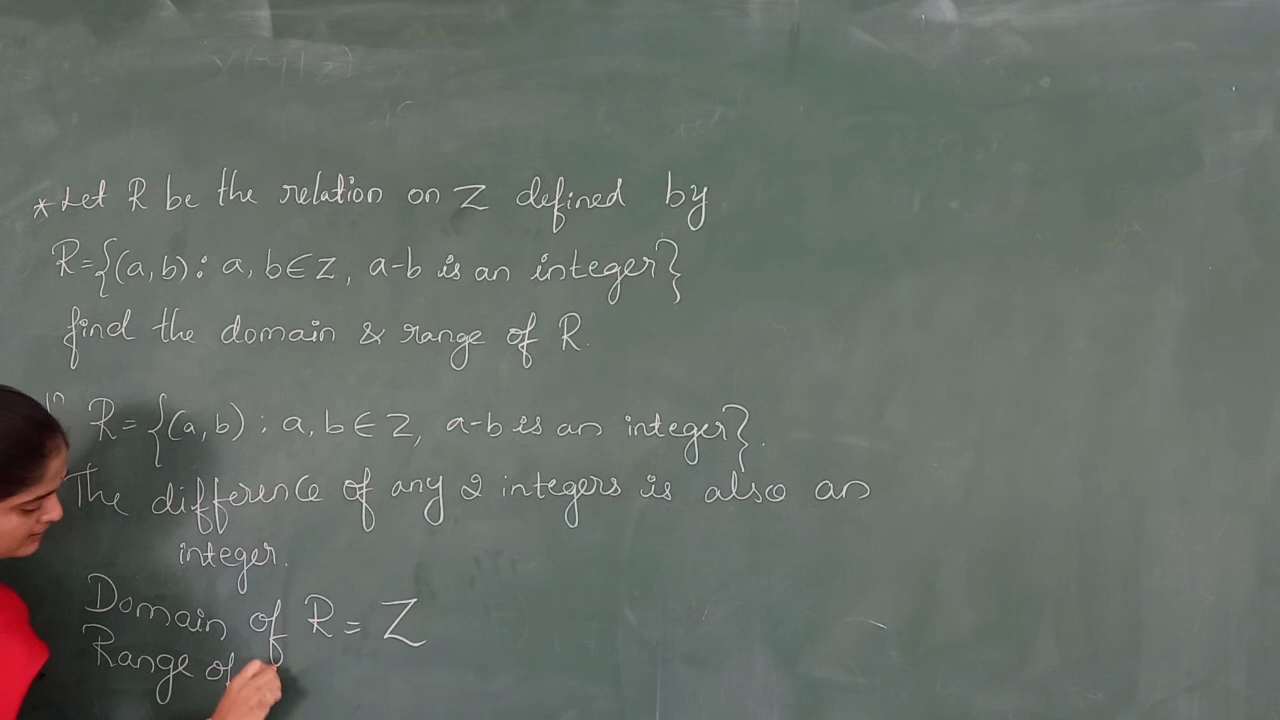 *Let R be the relation on Z defined by
R={(a,b): a, b∈Z, a-b is an integer}
find the domain & range of R.
R={(a,b): a, b∈Z, a-b is an integer}.
The difference of any 2 integers is also an
integer.
Domain of R = Z
Range of